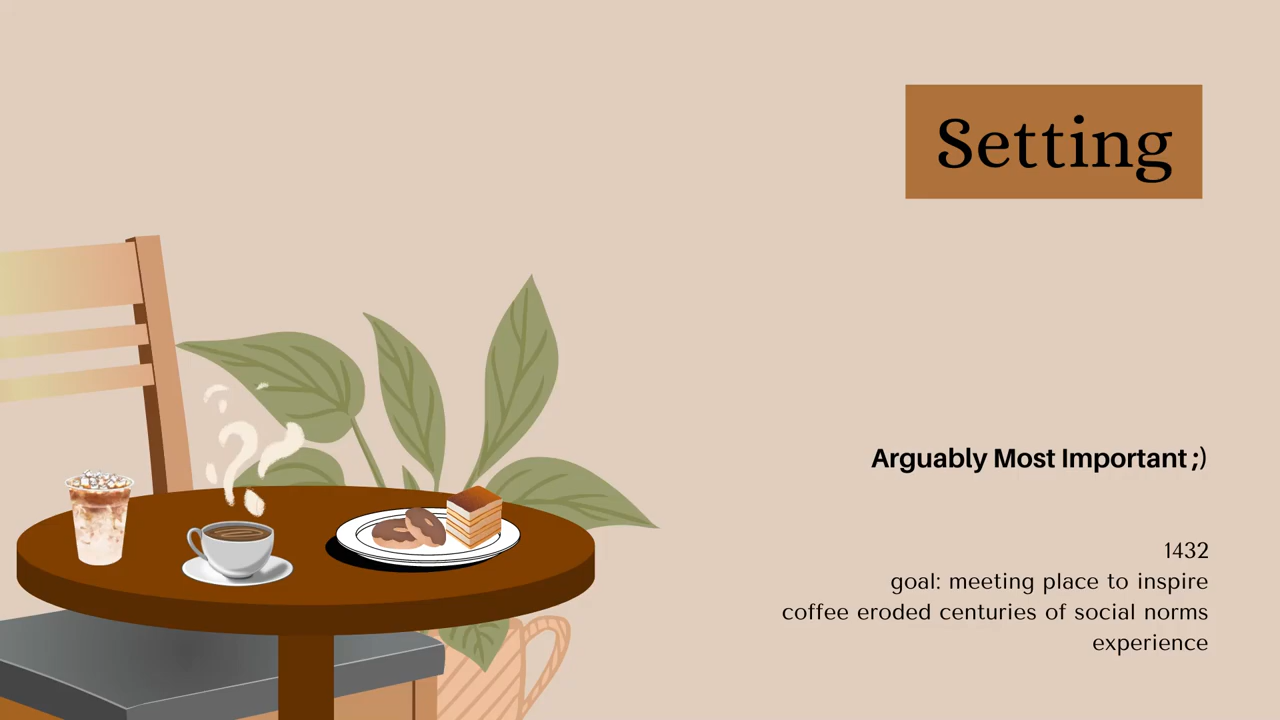 Setting
Arguably Most Important ;)
1432
goal: meeting place to inspire
coffee eroded centuries of social norms
experience